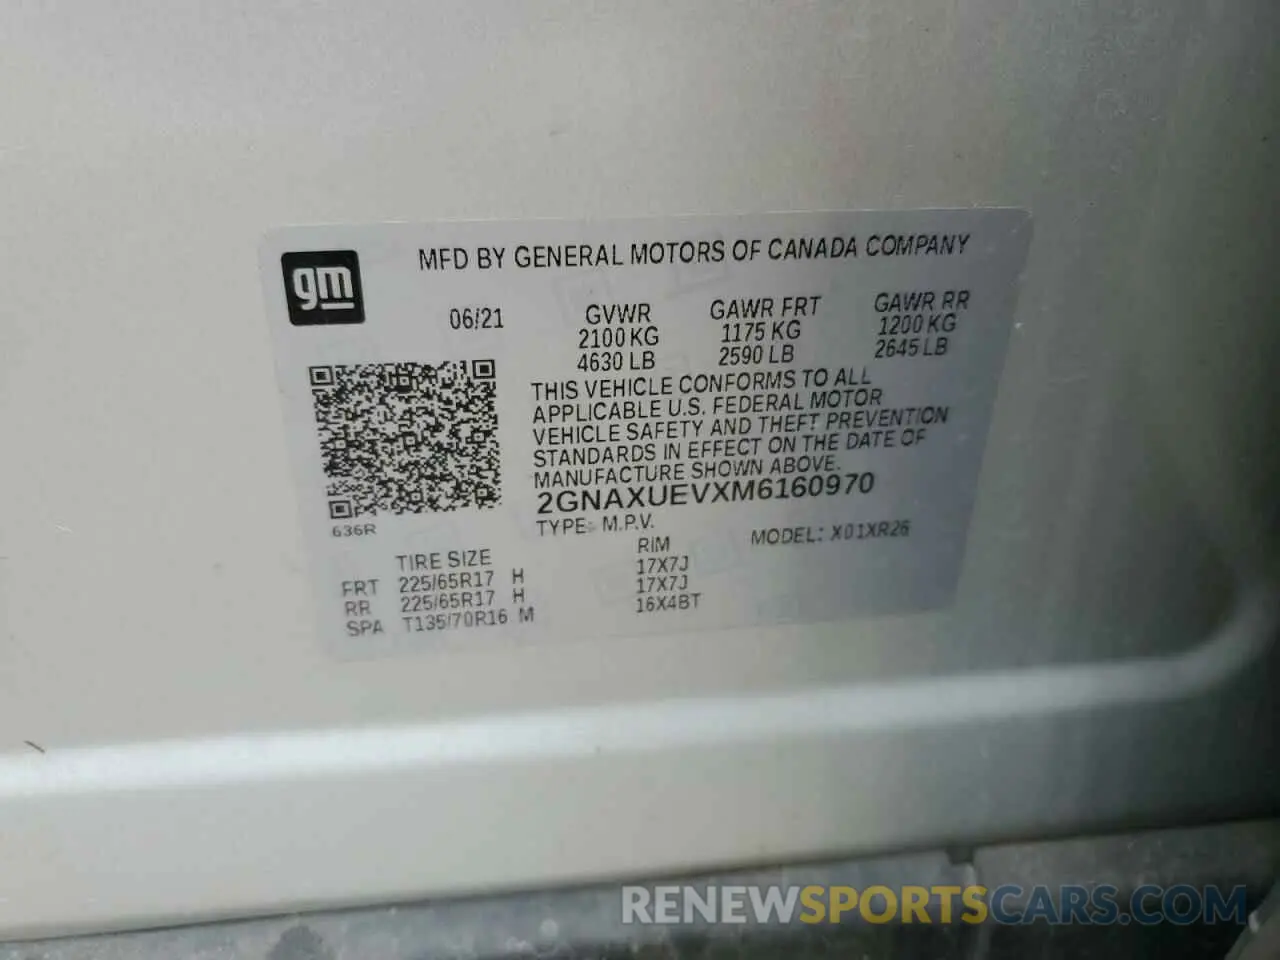 gm
MFD BY GENERAL MOTORS OF CANADA COMPANY
06/21 GVWR GAWR FRT GAWR RR
2100 KG 1175 KG 1200 KG
4630 LB 2590 LB 2645 LB
THIS VEHICLE CONFORMS TO ALL
APPLICABLE U.S. FEDERAL MOTOR
VEHICLE SAFETY AND THEFT PREVENTION
STANDARDS IN EFFECT ON THE DATE OF
MANUFACTURE SHOWN ABOVE.
2GNAXUEVXM6160970
636R
TYPE: M.P.V. MODEL: X01XR26
TIRE SIZE RIM
FRT 225/65R17 H 17X7J
RR 225/65R17 H 17X7J
SPA T135/70R16 M 16X4BT
RENEWSPORTSCARS.COM